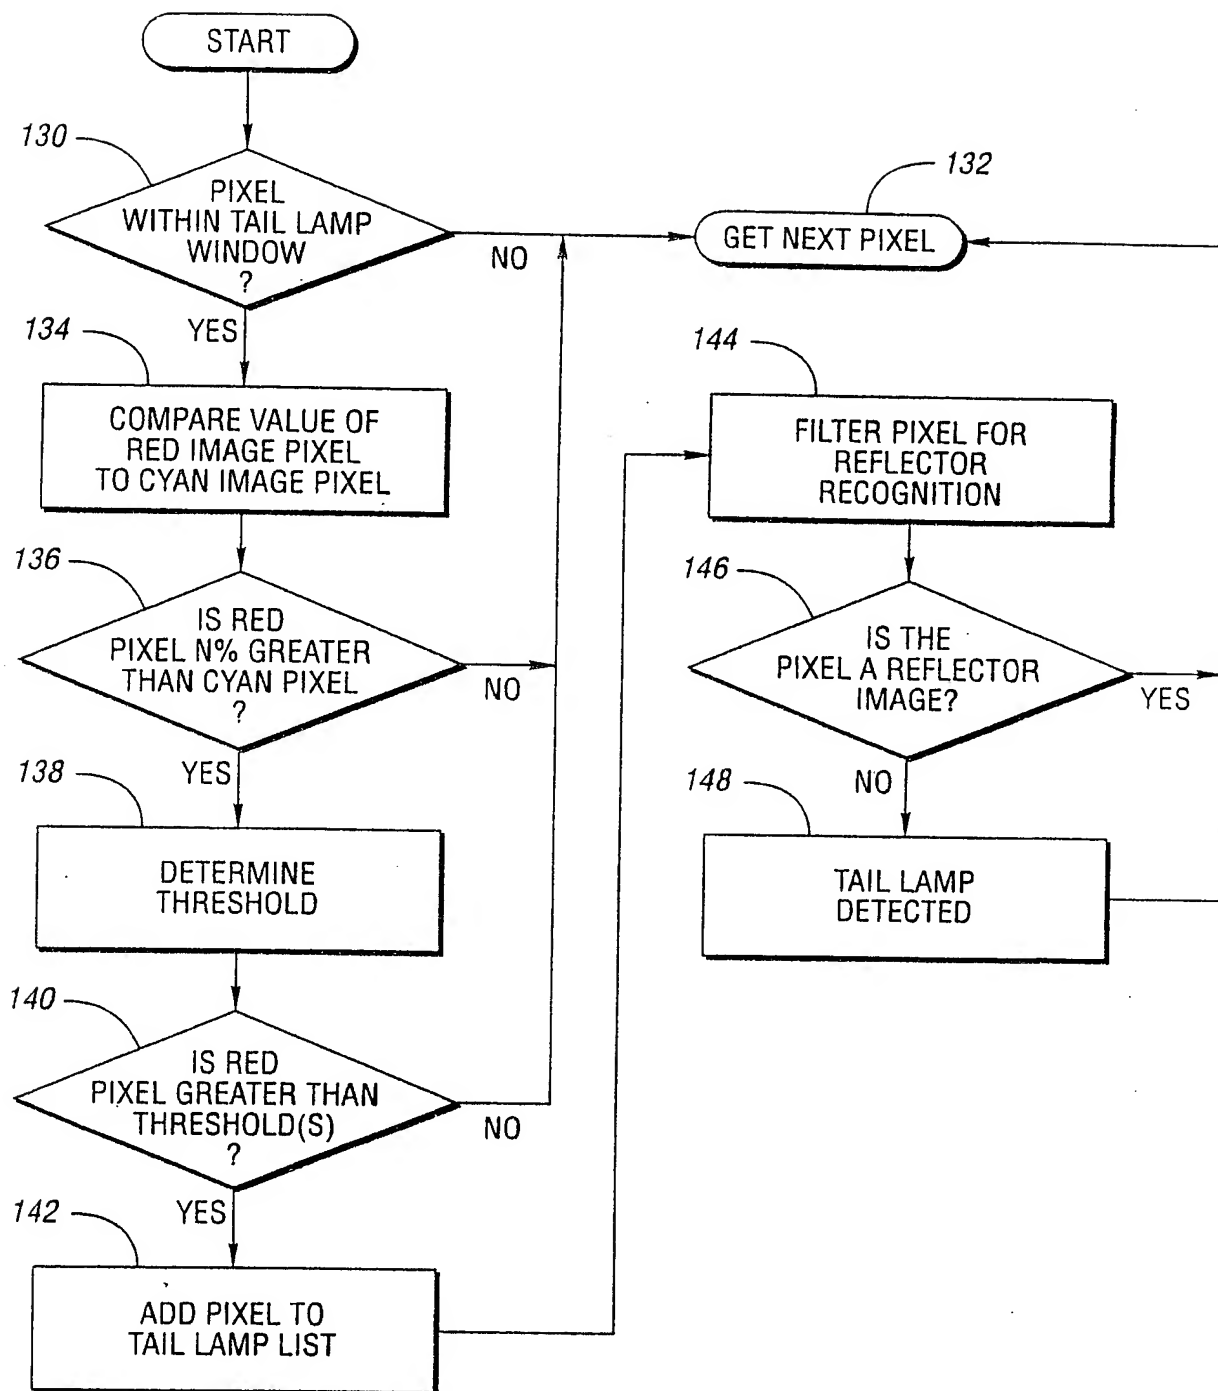 START
130
PIXEL
WITHIN TAIL LAMP
WINDOW
?
NO
YES
132
GET NEXT PIXEL
134
COMPARE VALUE OF
RED IMAGE PIXEL
TO CYAN IMAGE PIXEL
136
IS RED
PIXEL N% GREATER
THAN CYAN PIXEL
?
NO
YES
138
DETERMINE
THRESHOLD
140
IS RED
PIXEL GREATER THAN
THRESHOLD(S)
?
NO
YES
142
ADD PIXEL TO
TAIL LAMP LIST
144
FILTER PIXEL FOR
REFLECTOR
RECOGNITION
146
IS THE
PIXEL A REFLECTOR
IMAGE?
YES
NO
148
TAIL LAMP
DETECTED